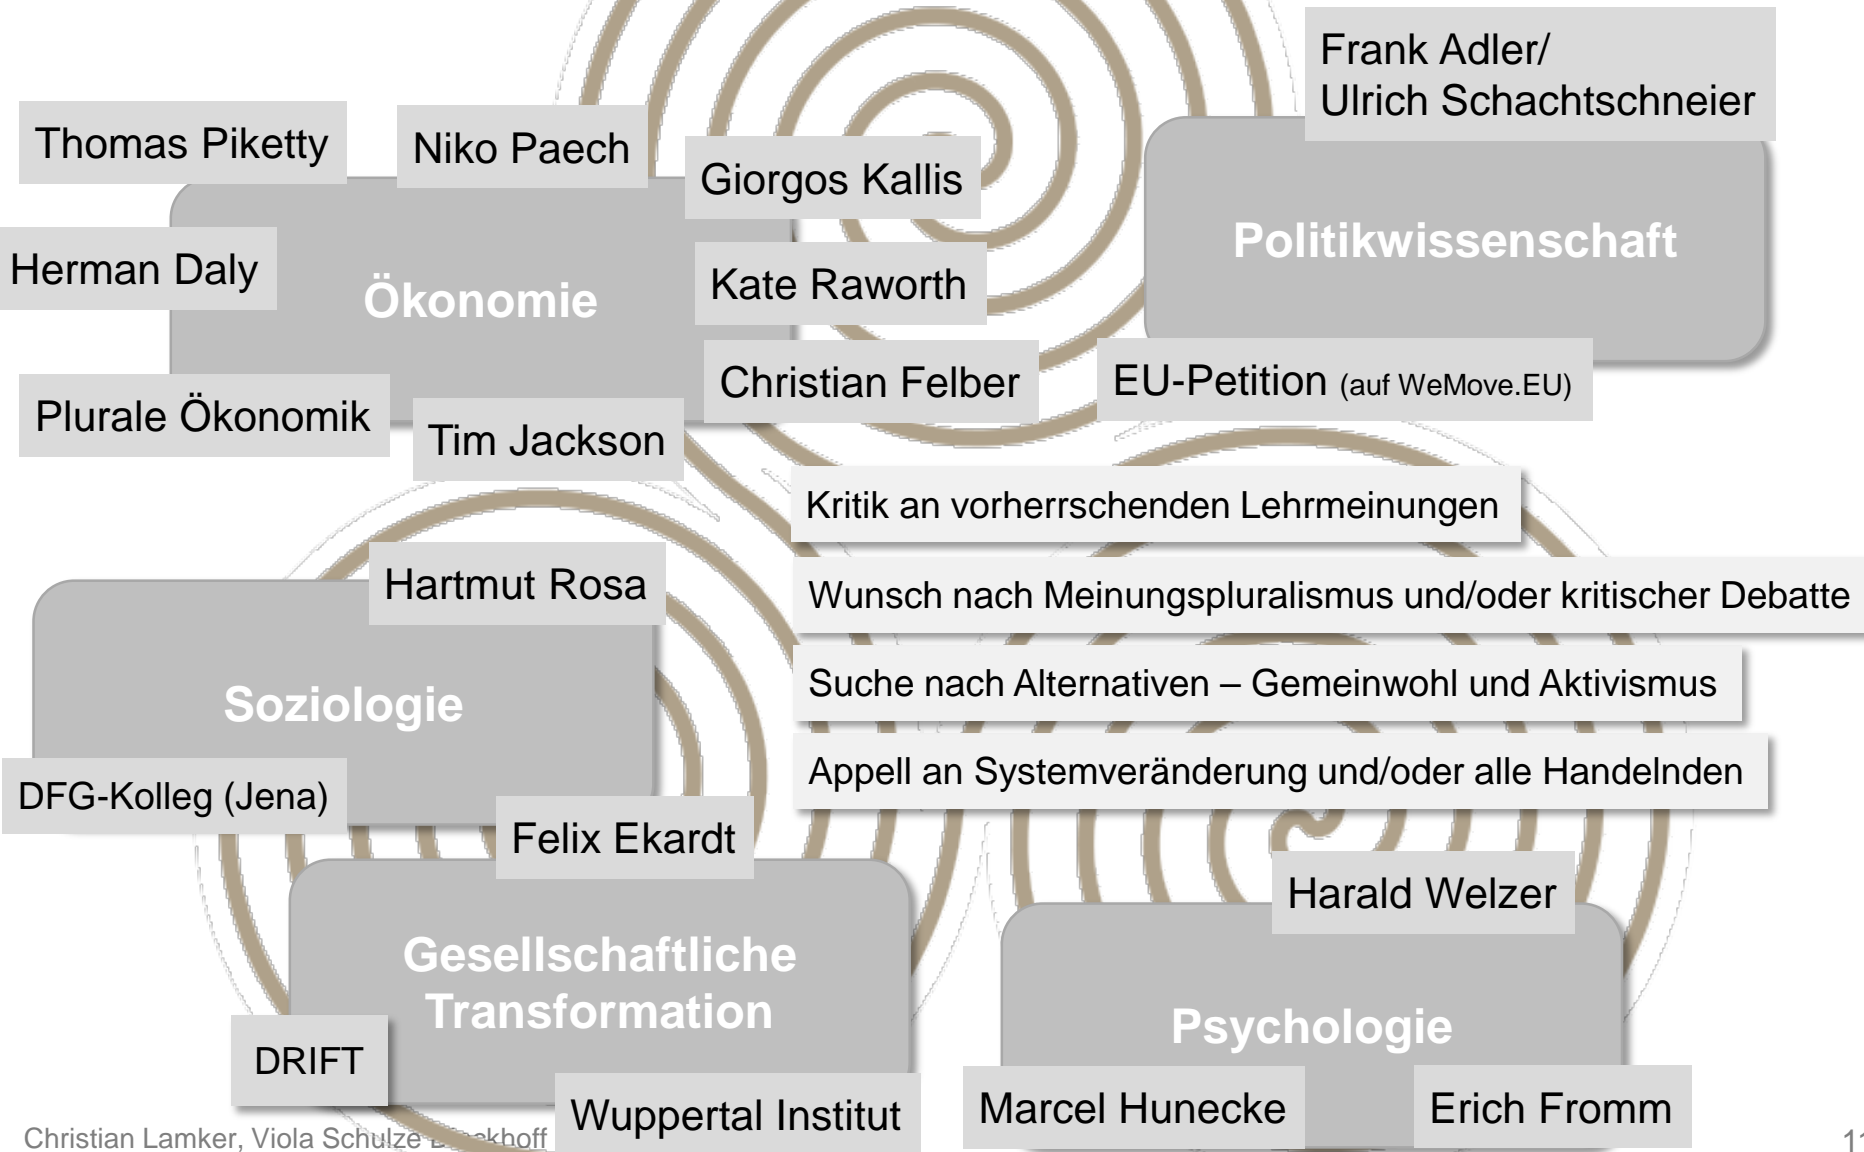 Frank Adler/
Ulrich Schachtschneier
Thomas Piketty
Niko Paech
Giorgos Kallis
Politikwissenschaft
Herman Daly
Ökonomie
Kate Raworth
Christian Felber
EU-Petition (auf WeMove.EU)
Plurale Ökonomik
Tim Jackson
Kritik an vorherrschenden Lehrmeinungen
Hartmut Rosa
Wunsch nach Meinungspluralismus und/oder kritischer Debatte
Soziologie
Suche nach Alternativen – Gemeinwohl und Aktivismus
Appell an Systemveränderung und/oder alle Handelnden
DFG-Kolleg (Jena)
Felix Ekardt
Harald Welzer
Gesellschaftliche
Transformation
Psychologie
DRIFT
Wuppertal Institut
Marcel Hunecke
Erich Fromm
Christian Lamker, Viola Schulze